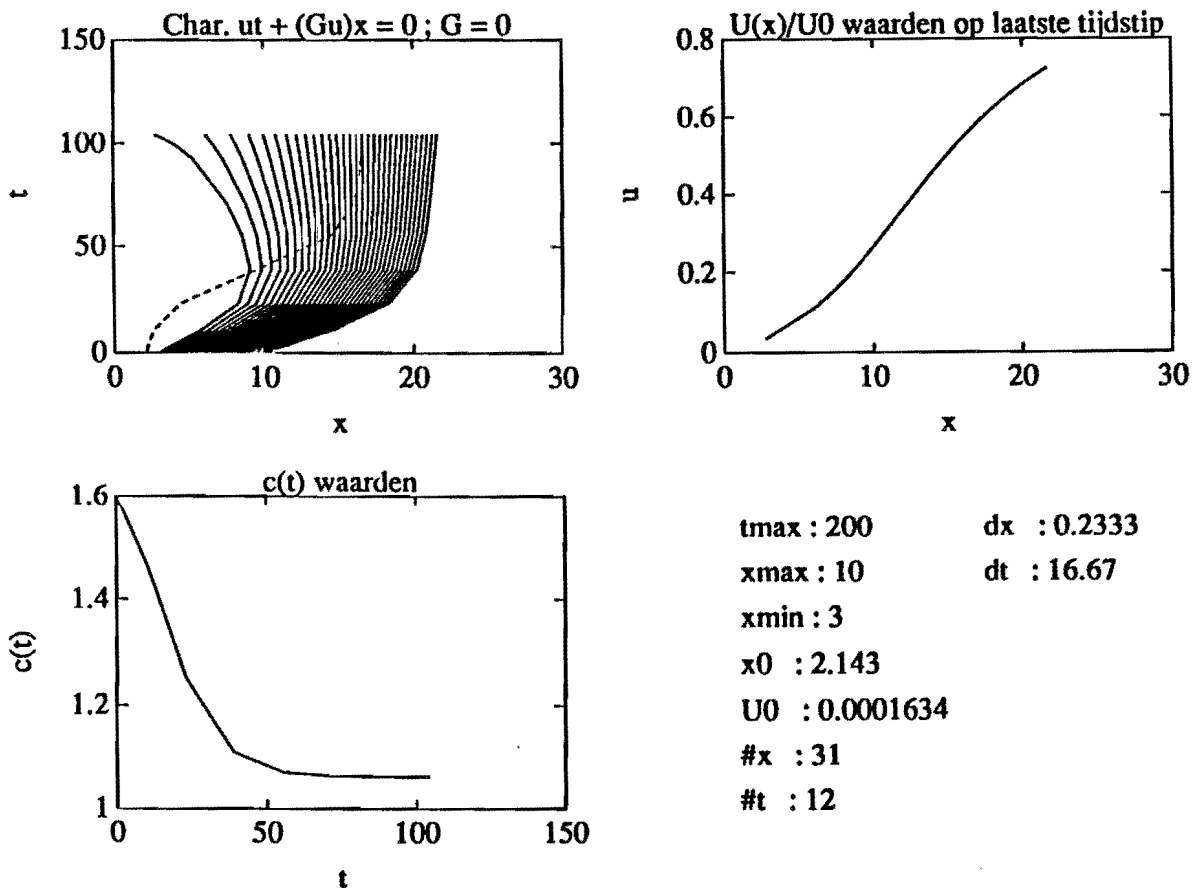 Char. ut + (Gu)x = 0 ; G = 0
150
100
50
0
0 10 20 30
t
x
U(x)/U0 waarden op laatste tijdstip
0.8
0.6
0.4
0.2
0
0 10 20 30
u
x
c(t) waarden
1.6
1.4
1.2
1
0 50 100 150
c(t)
t
tmax : 200 dx : 0.2333
xmax : 10 dt : 16.67
xmin : 3
x0 : 2.143
U0 : 0.0001634
#x : 31
#t : 12